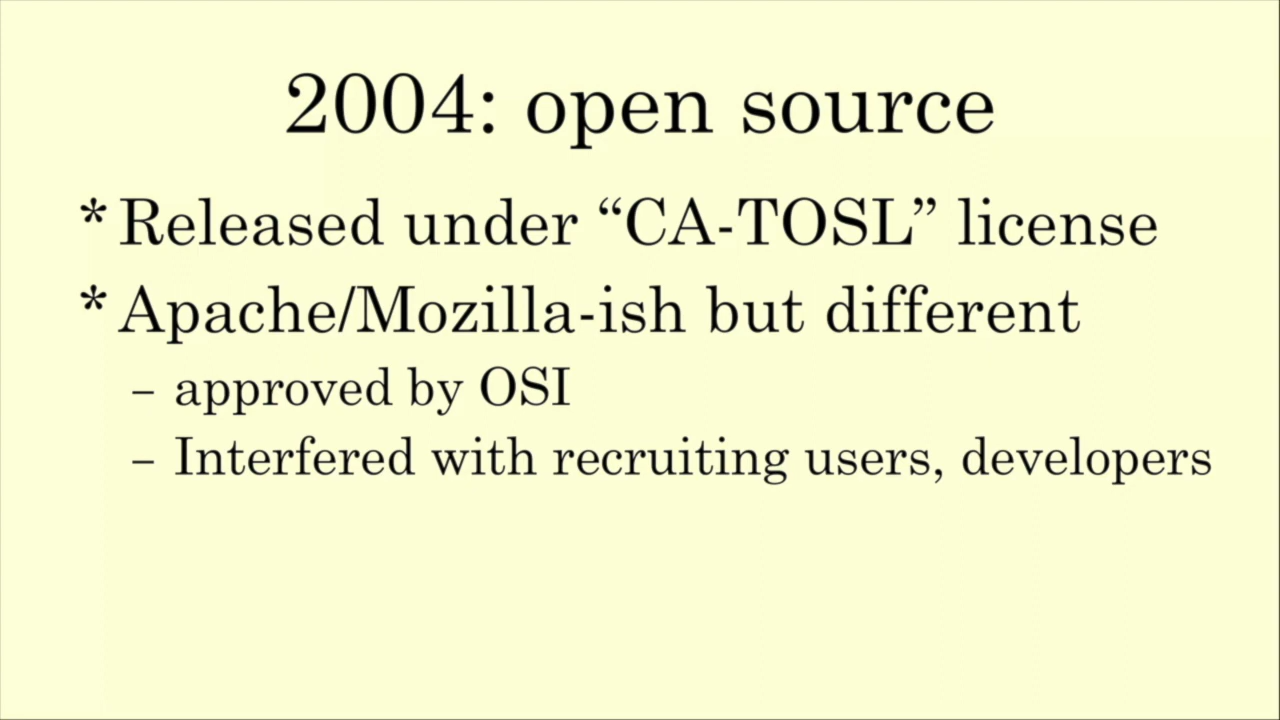 2004: open source
* Released under “CA-TOSL” license
* Apache/Mozilla-ish but different
– approved by OSI
– Interfered with recruiting users, developers